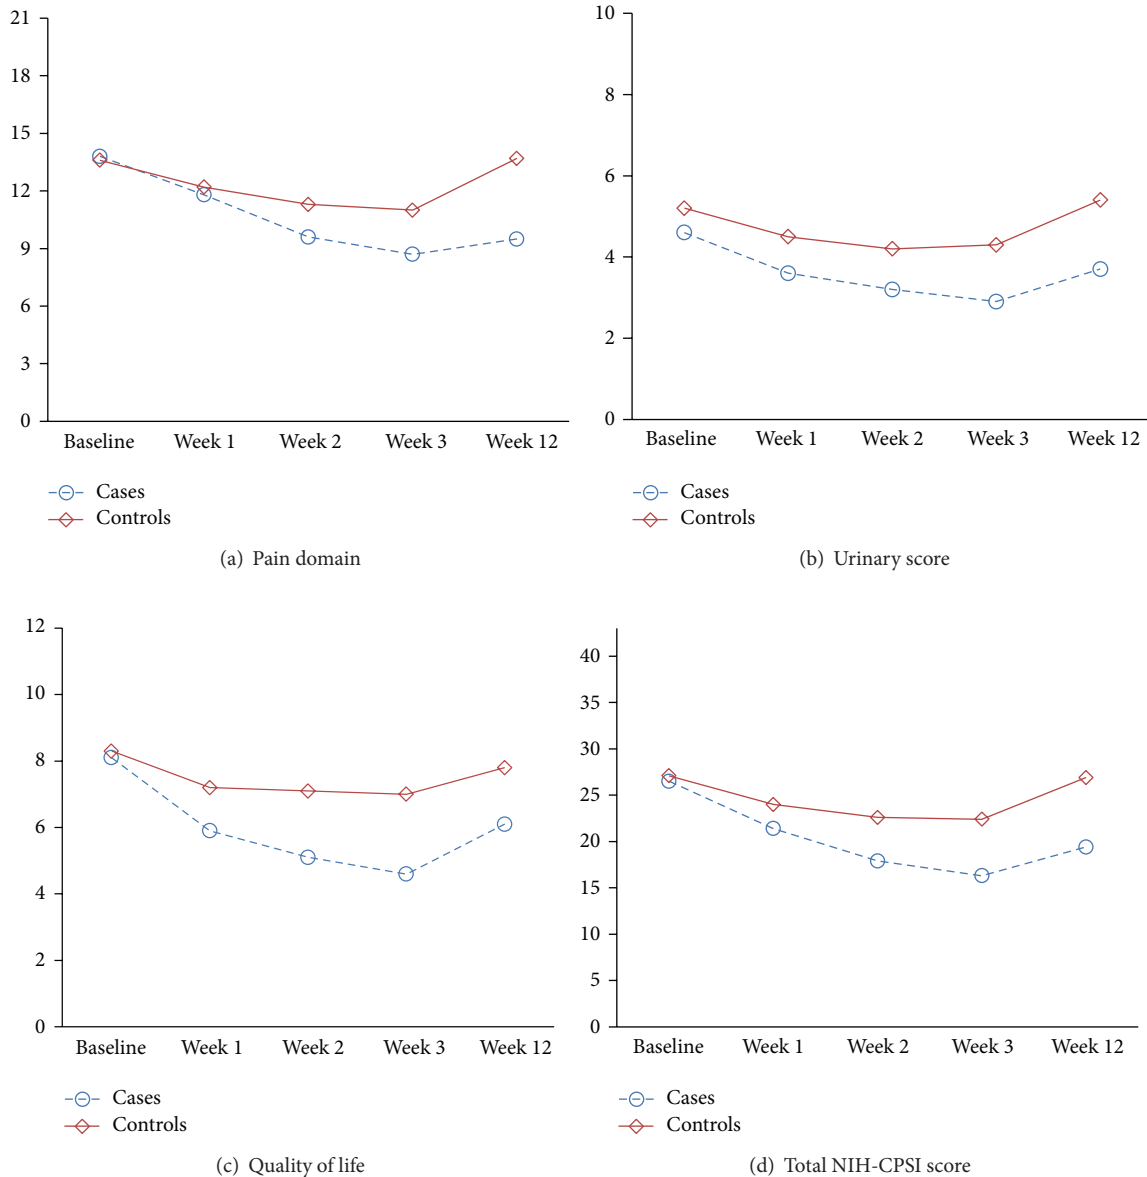 21
18
15
12
9
6
3
0
Baseline Week 1 Week 2 Week 3 Week 12
Cases
Controls
(a) Pain domain
10
8
6
4
2
0
Baseline Week 1 Week 2 Week 3 Week 12
Cases
Controls
(b) Urinary score
12
10
8
6
4
2
0
Baseline Week 1 Week 2 Week 3 Week 12
Cases
Controls
(c) Quality of life
40
35
30
25
20
15
10
5
0
Baseline Week 1 Week 2 Week 3 Week 12
Cases
Controls
(d) Total NIH-CPSI score